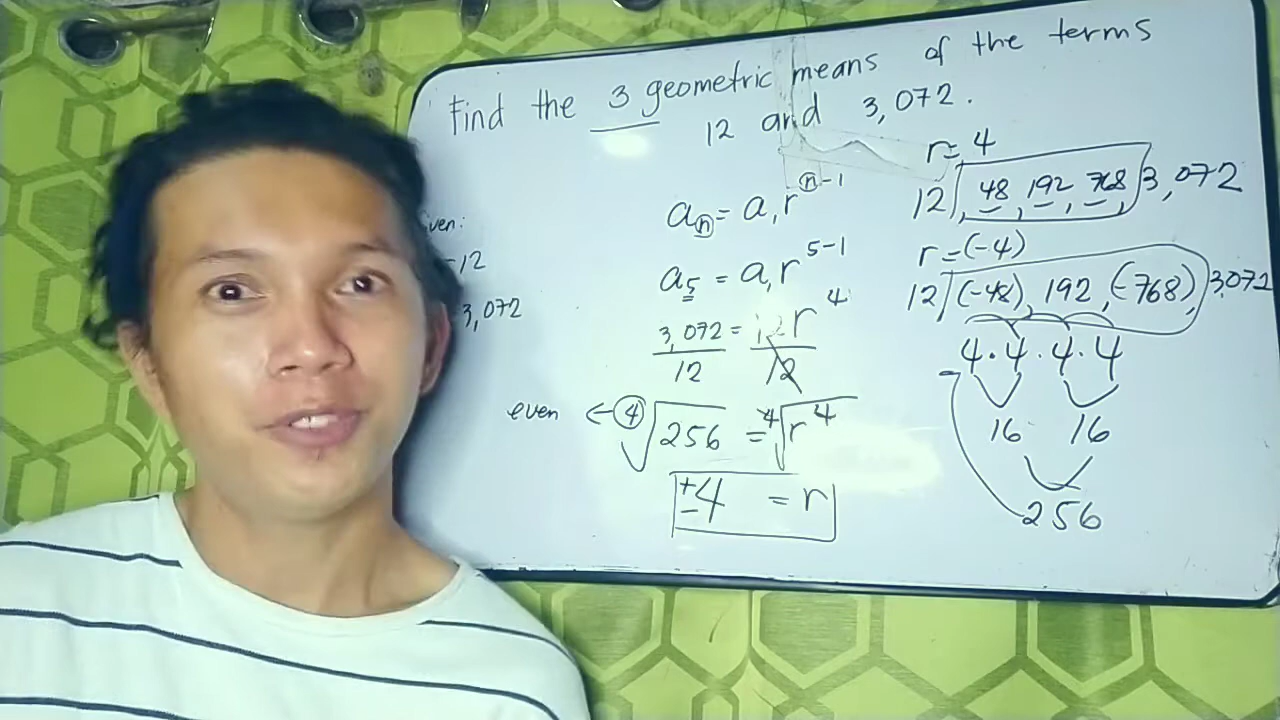 Find the 3 geometric means of the terms
12 and 3,072.
iven:
-12
3,072
aₙ = a₁rⁿ⁻¹
a₅ = a₁r⁵⁻¹
3,072 = 12r⁴
12 12
even ← ④√256 = ⁴√r⁴
±4 = r
r = 4
12, 48, 192, 768, 3,072
r = (-4)
12, (-48), 192, (-768), 3,072
4 · 4 · 4 · 4
16 16
256